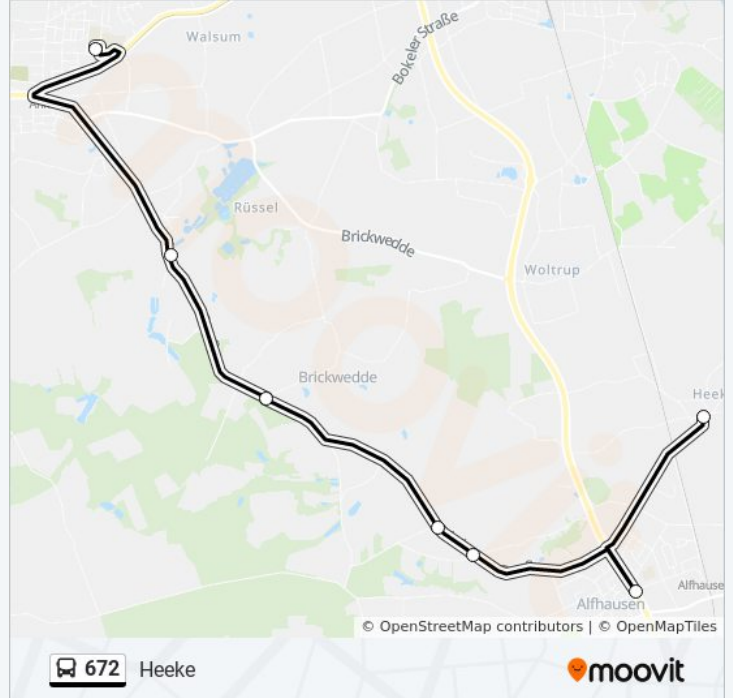 Walsum
Bokeler Straße
Rüssel
Brickwedde
Woltrup
Brickwedde
Heek
Alfhause
Alfhausen
© OpenStreetMap contributors | © OpenMapTiles
672 Heeke
moovit